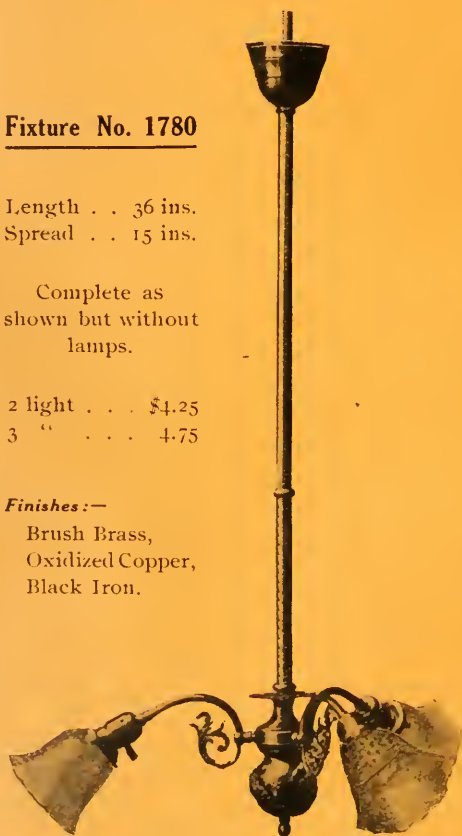 Fixture No. 1780
Length . . 36 ins.
Spread . . 15 ins.
Complete as
shown but without
lamps.
2 light . . . $4.25
3 “ . . . 4.75
Finishes:—
Brush Brass,
Oxidized Copper,
Black Iron.